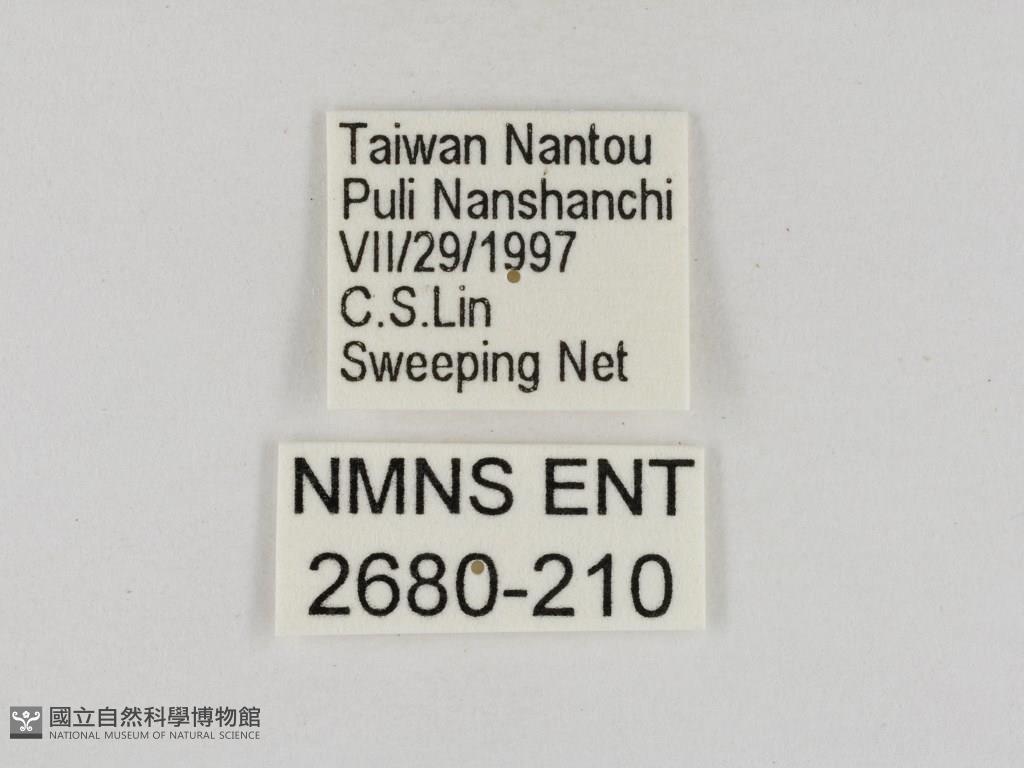 Taiwan Nantou
Puli Nanshanchi
VII/29/1997
C.S.Lin
Sweeping Net
NMNS ENT
2680-210
國立自然科學博物館
NATIONAL MUSEUM OF NATURAL SCIENCE